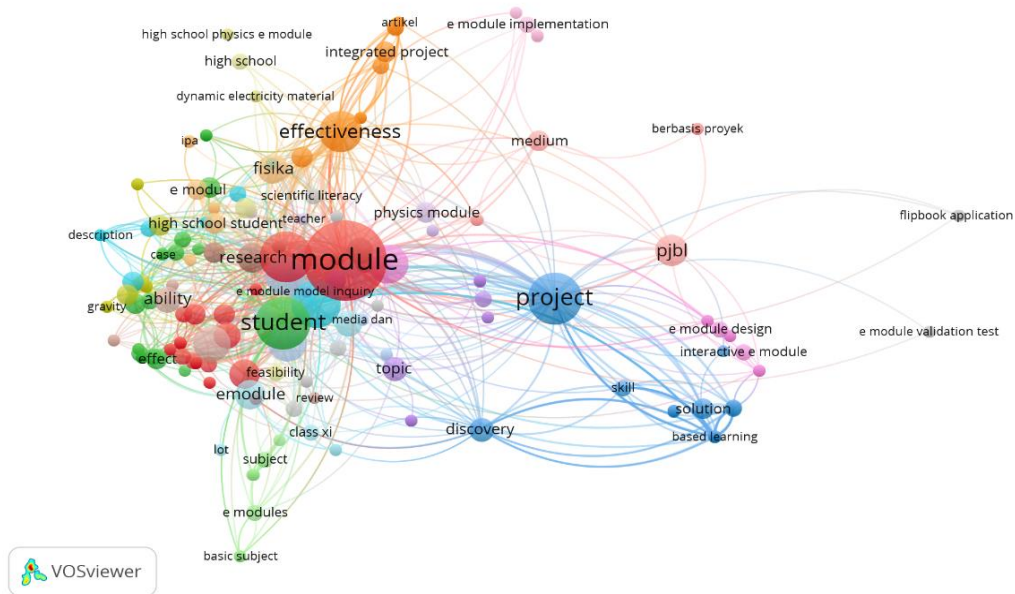 artikel
e module implementation
high school physics e module
integrated project
high school
dynamic electricity material
effectiveness
berbasis proyek
ipa
medium
fisika
e modul
scientific literacy
physics module
flipbook application
high school student
teacher
description
case
research
module
pjbl
e module model inquiry
gravity
ability
project
student
media dan
e module design
e module validation test
effect
interactive e module
feasibility
topic
emodule
skill
review
solution
class xi
discovery
based learning
lot
subject
e modules
basic subject
VOSviewer